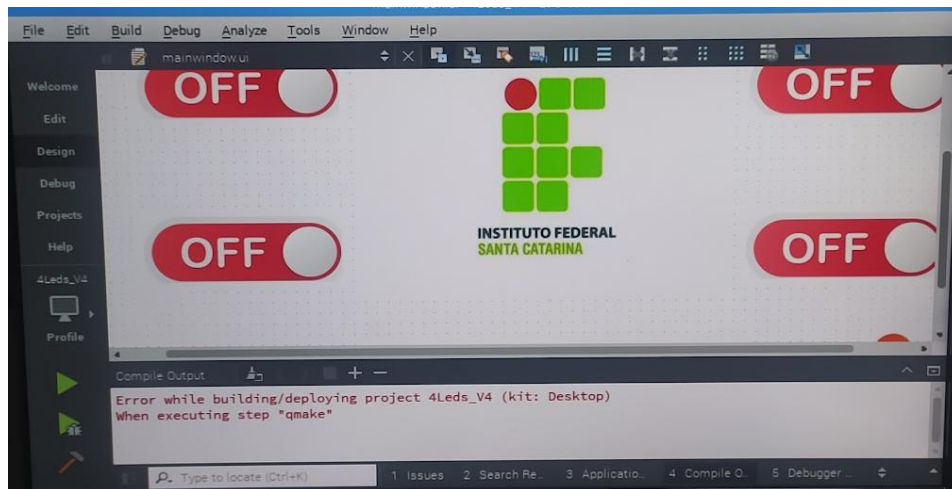 File Edit Build Debug Analyze Tools Window Help
mainwindow.ui
Welcome
Edit
Design
Debug
Projects
Help
4Leds_V4
Profile
OFF
OFF
INSTITUTO FEDERAL
SANTA CATARINA
OFF
OFF
Compile Output
Error while building/deploying project 4Leds_V4 (kit: Desktop)
When executing step "qmake"
Type to locate (Ctrl+K)
1 Issues 2 Search Re... 3 Applicatio... 4 Compile O... 5 Debugger ...